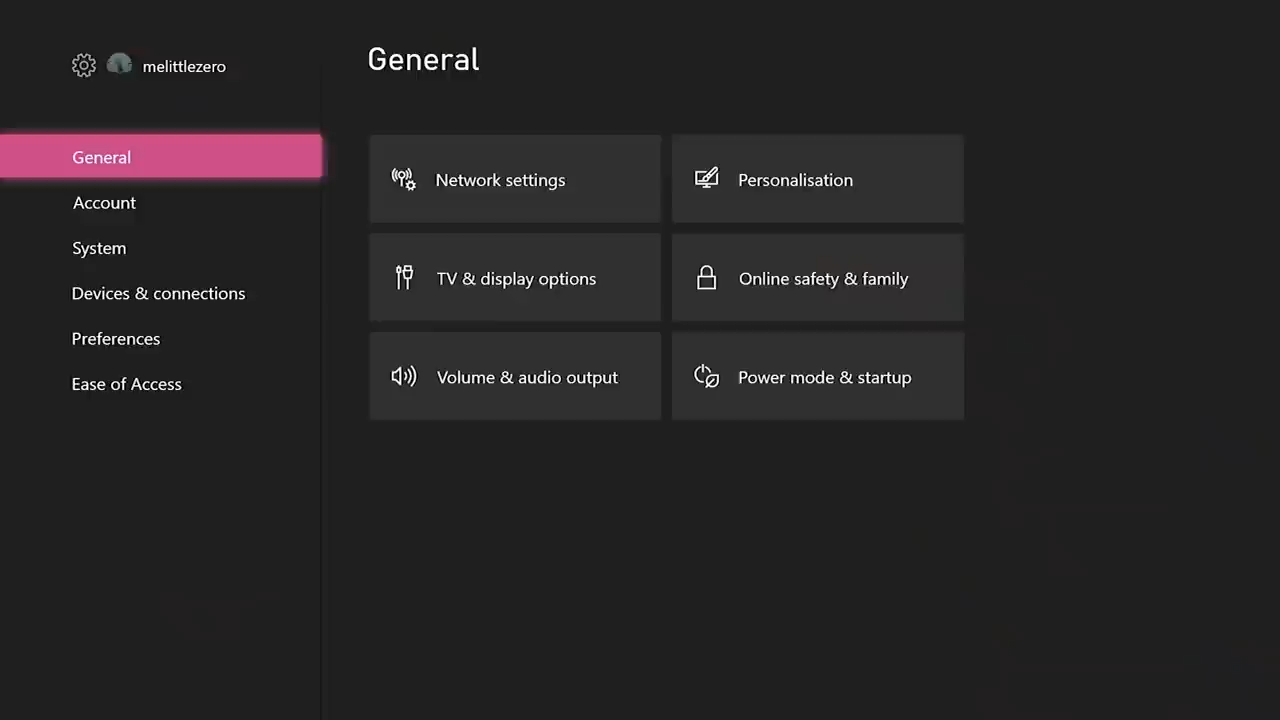 melittlezero
General
Account
System
Devices & connections
Preferences
Ease of Access
General
Network settings
Personalisation
TV & display options
Online safety & family
Volume & audio output
Power mode & startup